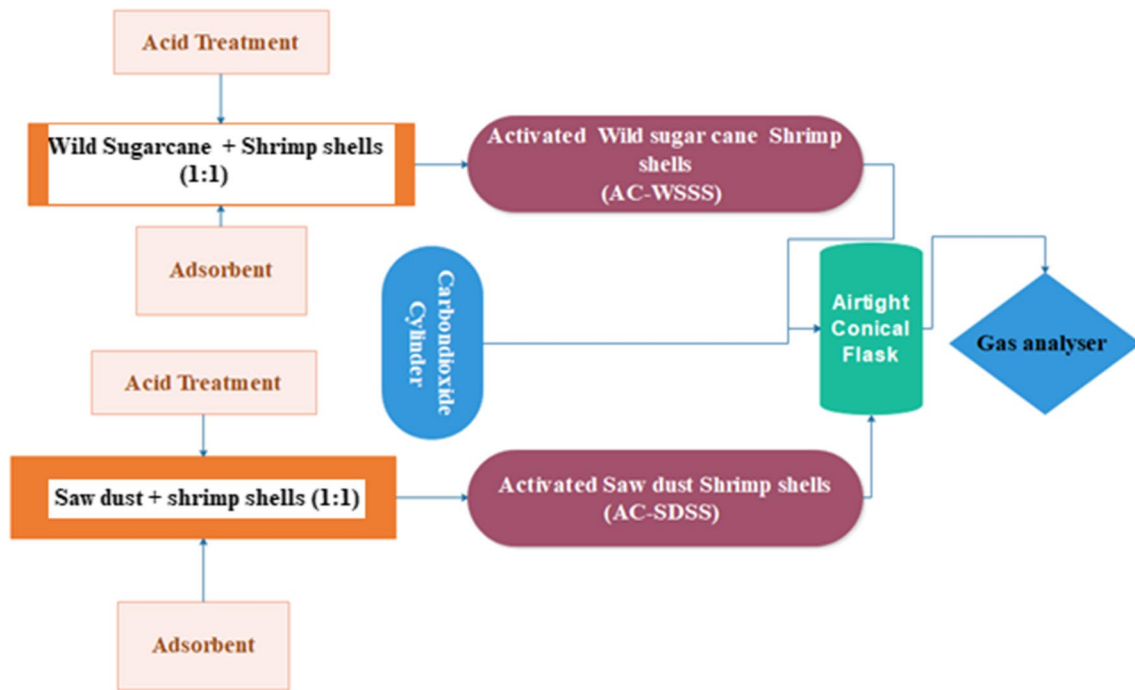 Acid Treatment
Wild Sugarcane + Shrimp shells
(1:1)
Adsorbent
Activated Wild sugar cane Shrimp
shells
(AC-WSSS)
Carbondioxide
Cylinder
Airtight
Conical
Flask
Gas analyser
Acid Treatment
Saw dust + shrimp shells (1:1)
Adsorbent
Activated Saw dust Shrimp shells
(AC-SDSS)